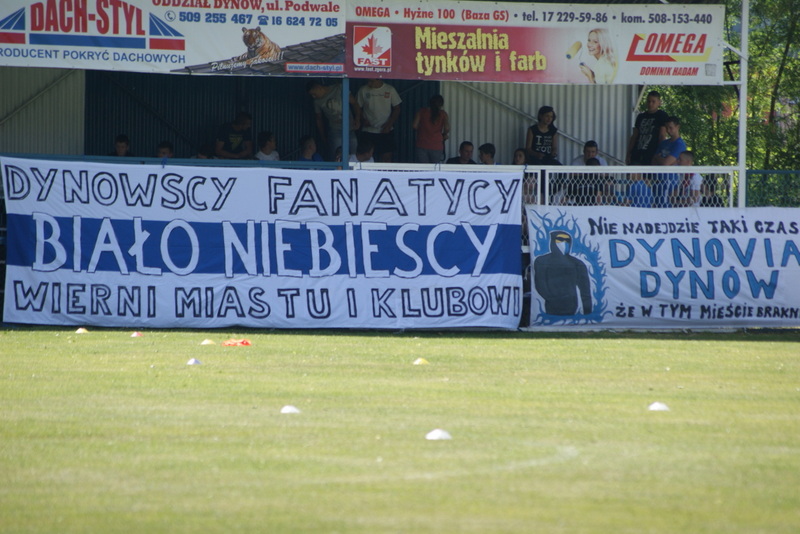 DACH-STYL
PRODUCENT POKRYĆ DACHOWYCH
ODDZIAŁ DYNÓW, ul. Podwale
509 255 467 16 624 72 05
www.dach-styl.pl
OMEGA • Hyżne 100 (Baza GS) • tel. 17 229-59-86 • kom. 508-153-440
FAST
Mieszalnia
tynków i farb
OMEGA
DOMINIK HADAM
DYNOWSCY FANATYCY
BIAŁO NIEBIESCY
WIERNI MIASTU I KLUBOWI
NIE NADEJDZIE TAKI CZAS
DYNOVIA
DYNÓW
ŻE W TYM MIEŚCIE BRAKN